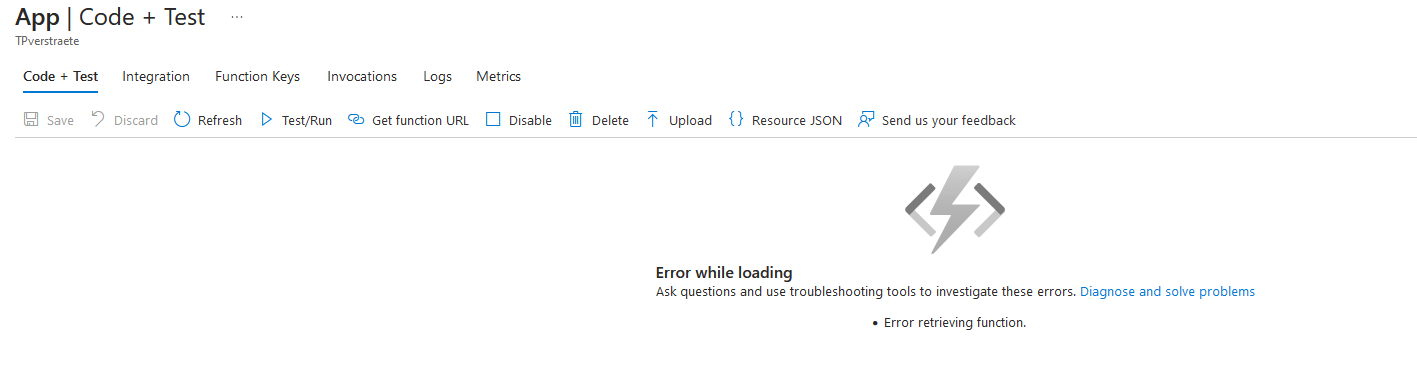 App | Code + Test ...
TPverstraete
Code + Test Integration Function Keys Invocations Logs Metrics
Save Discard Refresh Test/Run Get function URL Disable Delete Upload {} Resource JSON Send us your feedback
Error while loading
Ask questions and use troubleshooting tools to investigate these errors. Diagnose and solve problems
• Error retrieving function.